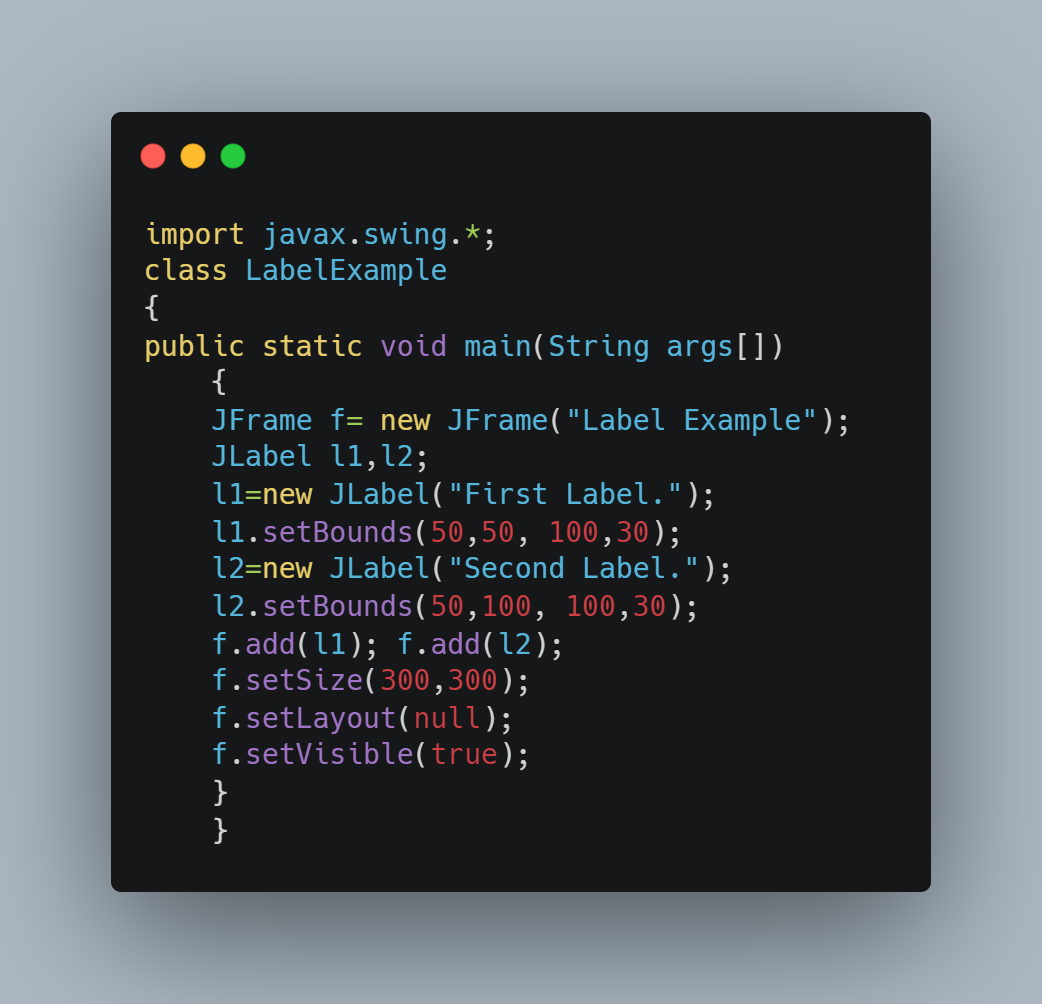 import javax.swing.*;
class LabelExample
{
public static void main(String args[])
    {
    JFrame f= new JFrame("Label Example");
    JLabel l1,l2;
    l1=new JLabel("First Label.");
    l1.setBounds(50,50, 100,30);
    l2=new JLabel("Second Label.");
    l2.setBounds(50,100, 100,30);
    f.add(l1); f.add(l2);
    f.setSize(300,300);
    f.setLayout(null);
    f.setVisible(true);
    }
    }